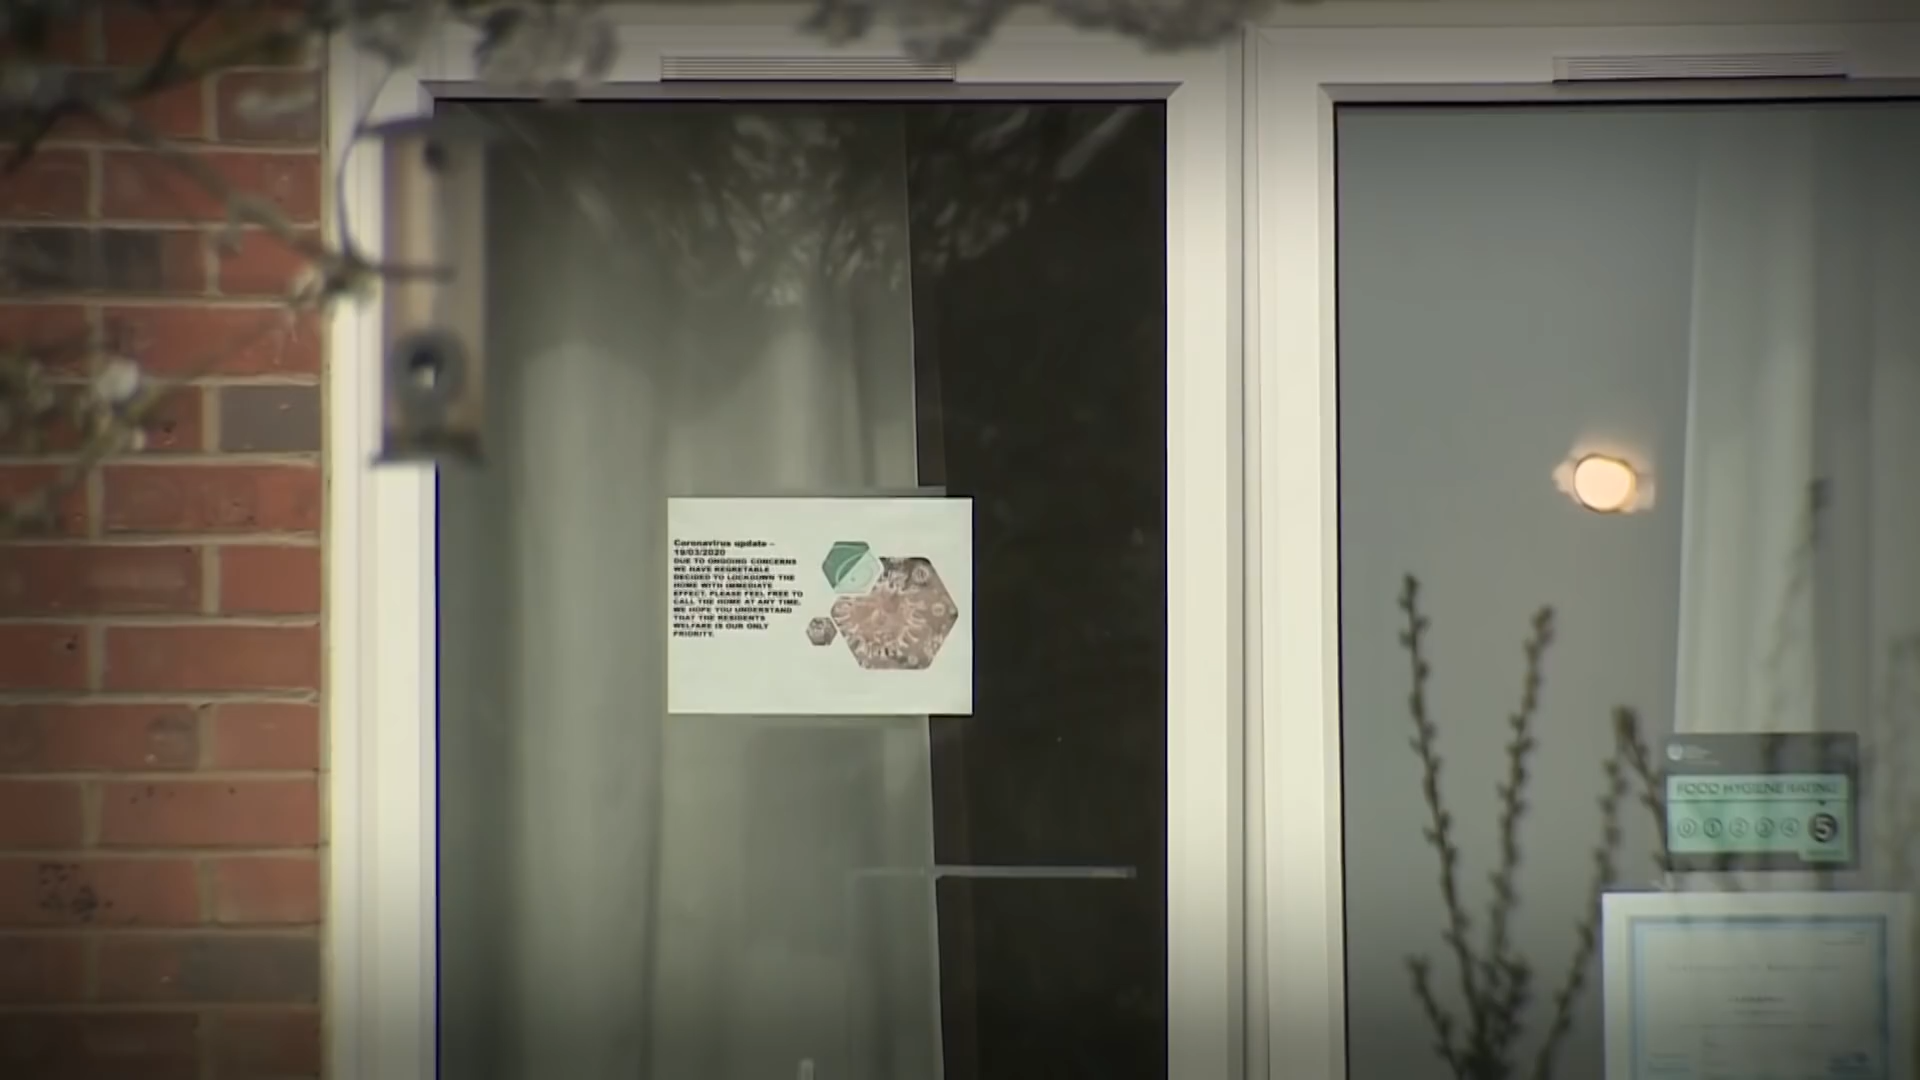 Coronavirus update –
19/03/2020
DUE TO ONGOING CONCERNS
WE HAVE REGRETABLE
DECIDED TO LOCKDOWN THE
HOME WITH IMMEDIATE
EFFECT. PLEASE FEEL FREE TO
CALL THE HOME AT ANY TIME.
WE HOPE YOU UNDERSTAND
THAT THE RESIDENTS
WELFARE IS OUR ONLY
PRIORITY.
FOOD HYGIENE RATING
0 1 2 3 4 5